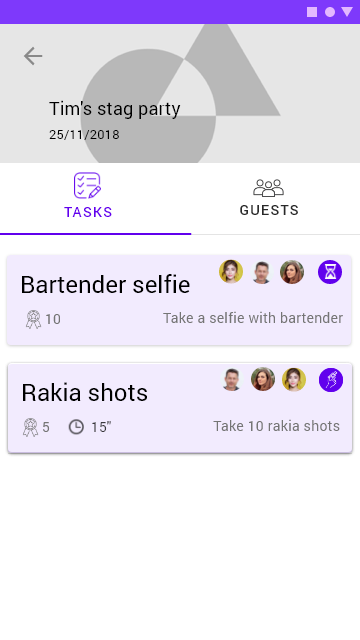 Tim's stag party
25/11/2018
TASKS
GUESTS
Bartender selfie
10
Take a selfie with bartender
Rakia shots
5
15"
Take 10 rakia shots